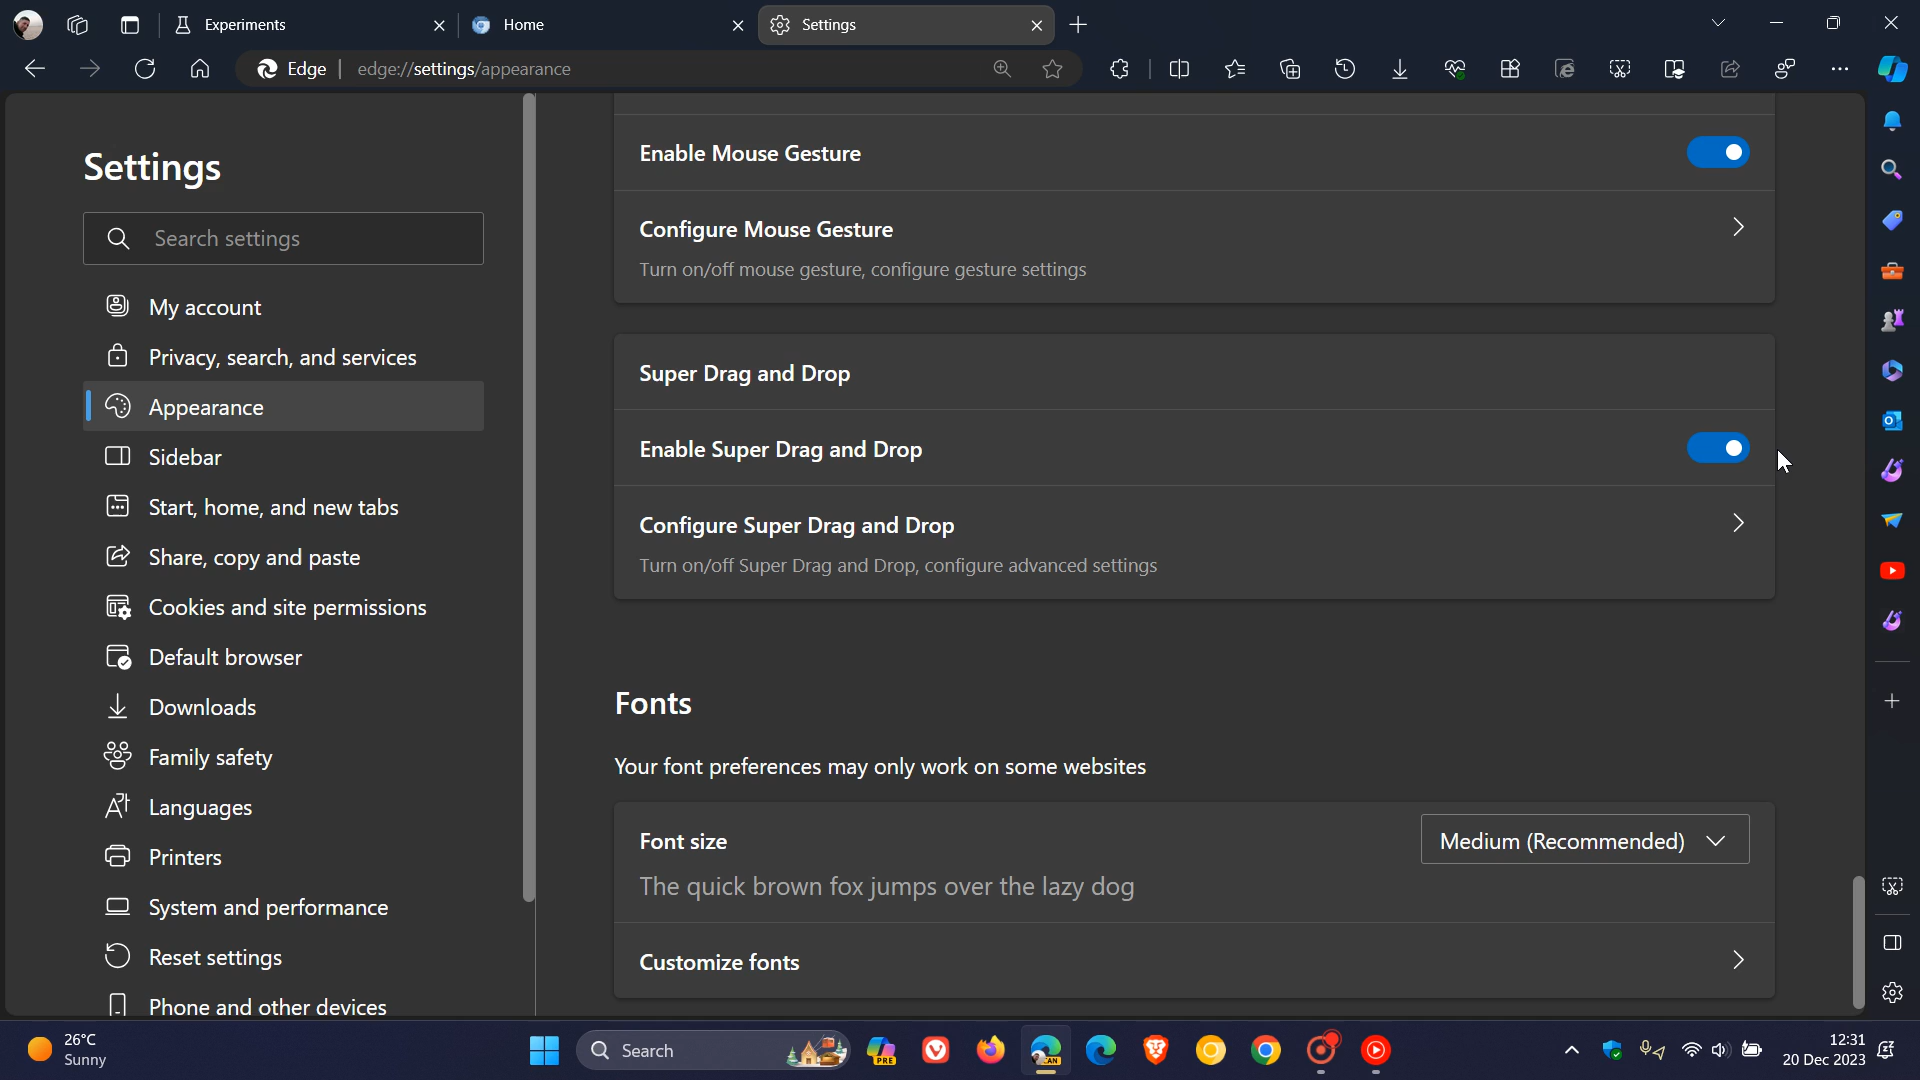 Experiments
Home
Settings
Edge
edge://settings/appearance
Settings
Search settings
My account
Privacy, search, and services
Appearance
Sidebar
Start, home, and new tabs
Share, copy and paste
Cookies and site permissions
Default browser
Downloads
Family safety
Languages
Printers
System and performance
Reset settings
Phone and other devices
Enable Mouse Gesture
Configure Mouse Gesture
Turn on/off mouse gesture, configure gesture settings
Super Drag and Drop
Enable Super Drag and Drop
Configure Super Drag and Drop
Turn on/off Super Drag and Drop, configure advanced settings
Fonts
Your font preferences may only work on some websites
Font size
Medium (Recommended)
The quick brown fox jumps over the lazy dog
Customize fonts
26°C
Sunny
Search
PRE
CAN
12:31
20 Dec 2023